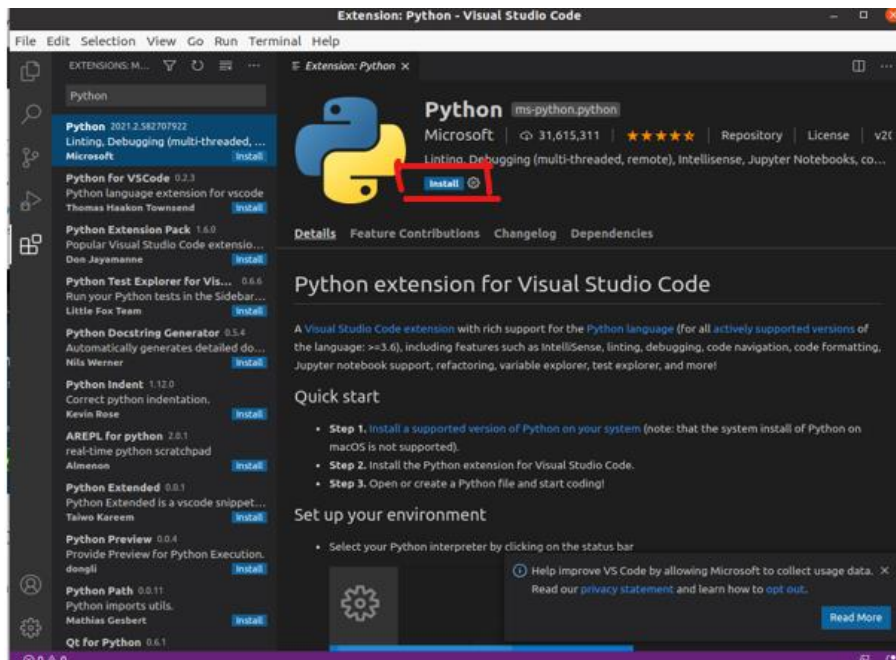 Extension: Python - Visual Studio Code
File Edit Selection View Go Run Terminal Help
EXTENSIONS: M... ...
Python
Python 2021.2.582707922
Linting, Debugging (multi-threaded, ...
Microsoft Install
Python for VSCode 0.2.3
Python language extension for vscode
Thomas Haakon Townsend Install
Python Extension Pack 1.6.0
Popular Visual Studio Code extensio...
Don Jayamanne Install
Python Test Explorer for Vis... 0.6.6
Run your Python tests in the Sidebar...
Little Fox Team Install
Python Docstring Generator 0.5.4
Automatically generates detailed do...
Nils Werner Install
Python Indent 1.12.0
Correct python indentation.
Kevin Rose Install
AREPL for python 2.0.1
real-time python scratchpad
Almenon Install
Python Extended 0.0.1
Python Extended is a vscode snippet...
Taiwo Kareem Install
Python Preview 0.0.4
Provide Preview for Python Execution.
dongli Install
Python Path 0.0.11
Python imports utils.
Mathias Gesbert Install
Qt for Python 0.6.1
Extension: Python
Python ms-python.python
Microsoft 31,615,311 Repository License v20
Linting, Debugging (multi-threaded, remote), Intellisense, Jupyter Notebooks, co...
Install
Details Feature Contributions Changelog Dependencies
Python extension for Visual Studio Code
A Visual Studio Code extension with rich support for the Python language (for all actively supported versions of
the language: >=3.6), including features such as IntelliSense, linting, debugging, code navigation, code formatting,
Jupyter notebook support, refactoring, variable explorer, test explorer, and more!
Quick start
• Step 1. Install a supported version of Python on your system (note: that the system install of Python on
macOS is not supported).
• Step 2. Install the Python extension for Visual Studio Code.
• Step 3. Open or create a Python file and start coding!
Set up your environment
• Select your Python interpreter by clicking on the status bar
Help improve VS Code by allowing Microsoft to collect usage data.
Read our privacy statement and learn how to opt out.
Read More